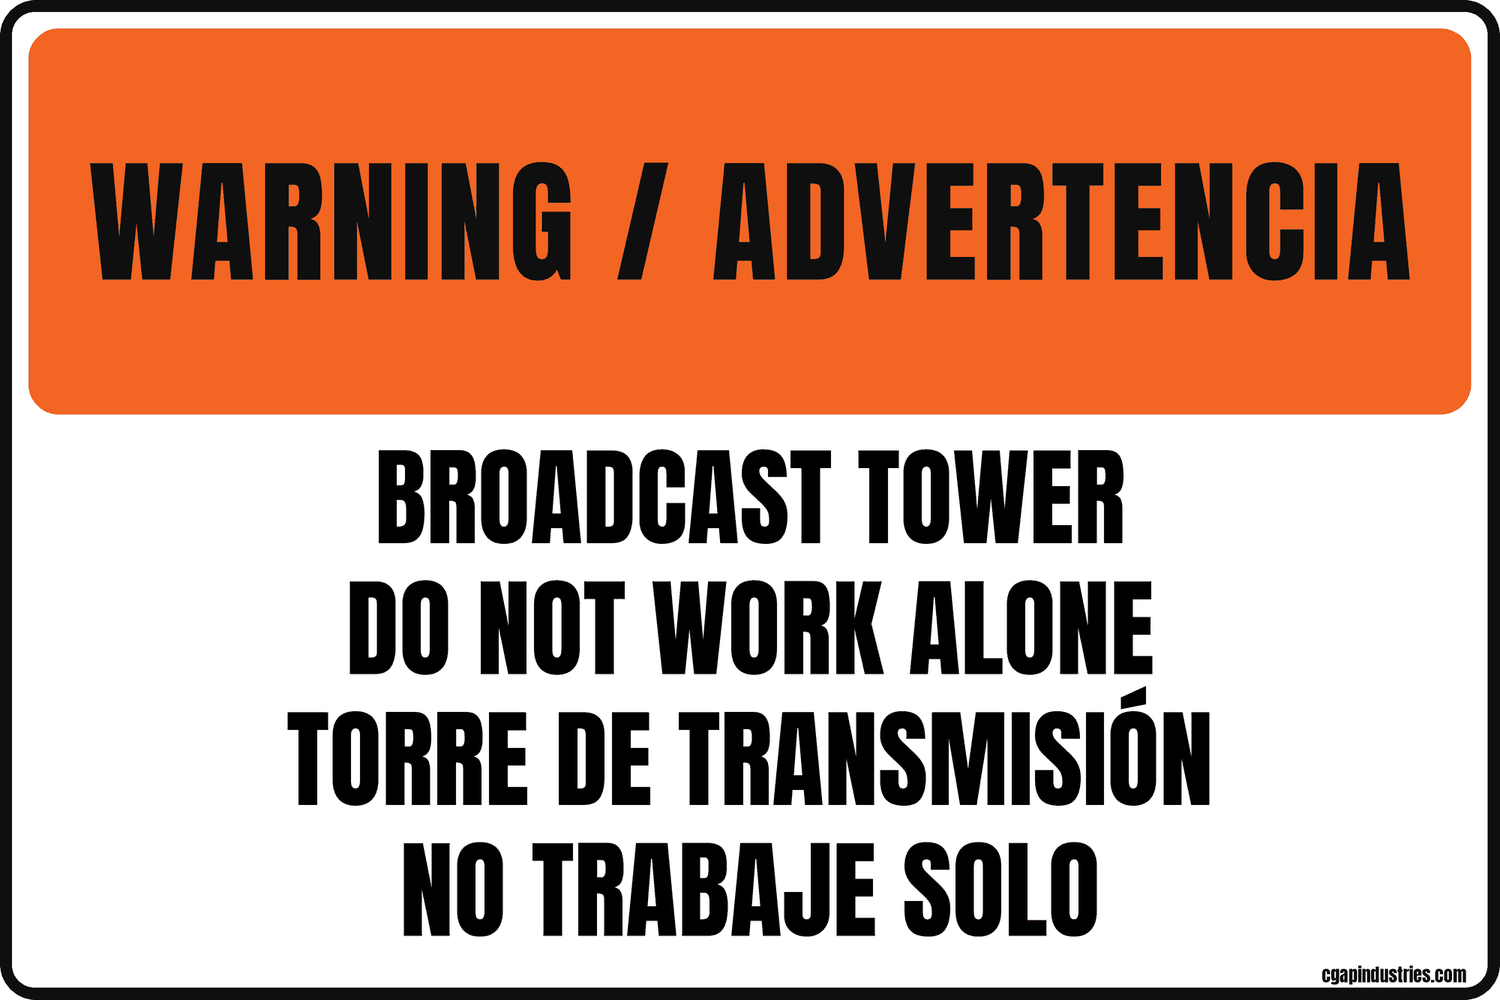 WARNING / ADVERTENCIA
BROADCAST TOWER
DO NOT WORK ALONE
TORRE DE TRANSMISIÓN
NO TRABAJE SOLO
cgapindustries.com